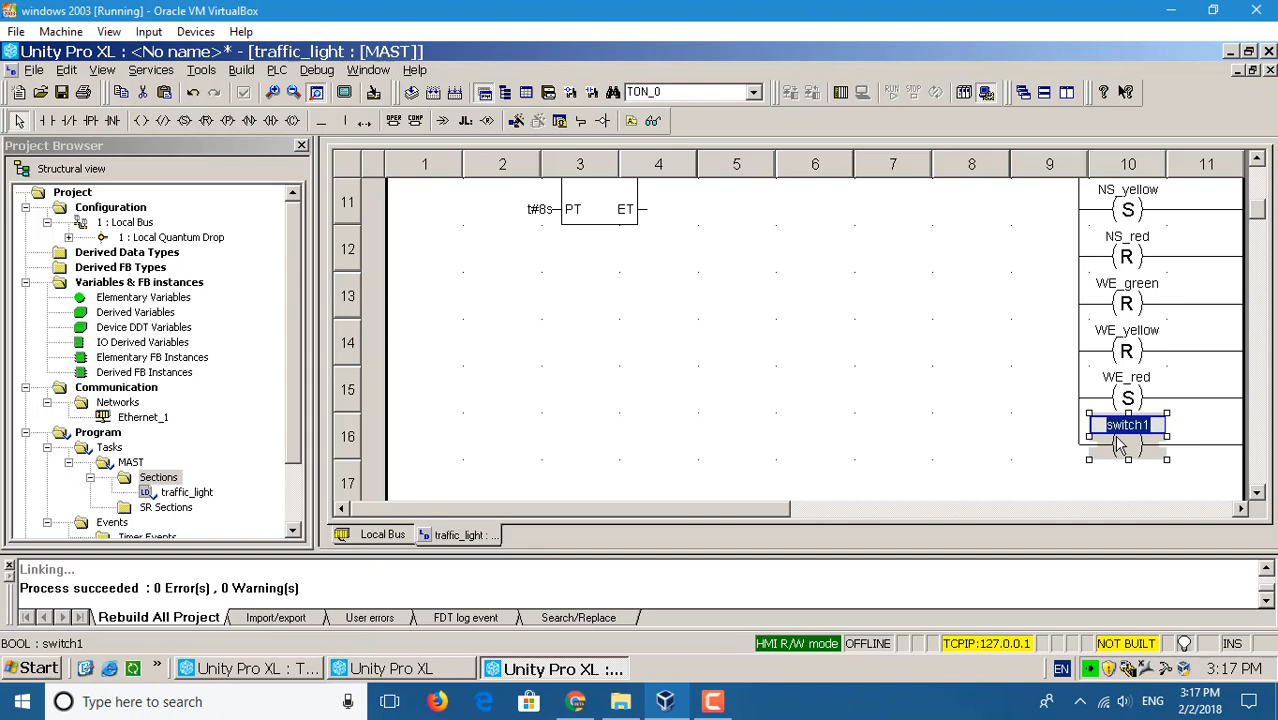 windows 2003 [Running] - Oracle VM VirtualBox
File Machine View Input Devices Help
Unity Pro XL : <No name>* - [traffic_light : [MAST]]
File Edit View Services Tools Build PLC Debug Window Help
TON_0
Project Browser
Structural view
Project
Configuration
1 : Local Bus
1 : Local Quantum Drop
Derived Data Types
Derived FB Types
Variables & FB instances
Elementary Variables
Derived Variables
Device DDT Variables
IO Derived Variables
Elementary FB Instances
Derived FB Instances
Communication
Networks
Ethernet_1
Program
Tasks
MAST
Sections
traffic_light
SR Sections
Events
Timer Events
1 2 3 4 5 6 7 8 9 10 11
NS_yellow
11 t#8s PT ET S
NS_red
12 R
WE_green
13 R
WE_yellow
14 R
WE_red
15 S
switch1
16
17
Local Bus traffic_light : ...
Linking...
Process succeeded : 0 Error(s) , 0 Warning(s)
Rebuild All Project Import/export User errors FDT log event Search/Replace
BOOL : switch1 HMI R/W mode OFFLINE TCPIP:127.0.0.1 NOT BUILT INS
Start » Unity Pro XL : T... Unity Pro XL Unity Pro XL :... EN 3:17 PM
Type here to search ENG 3:17 PM
2/2/2018